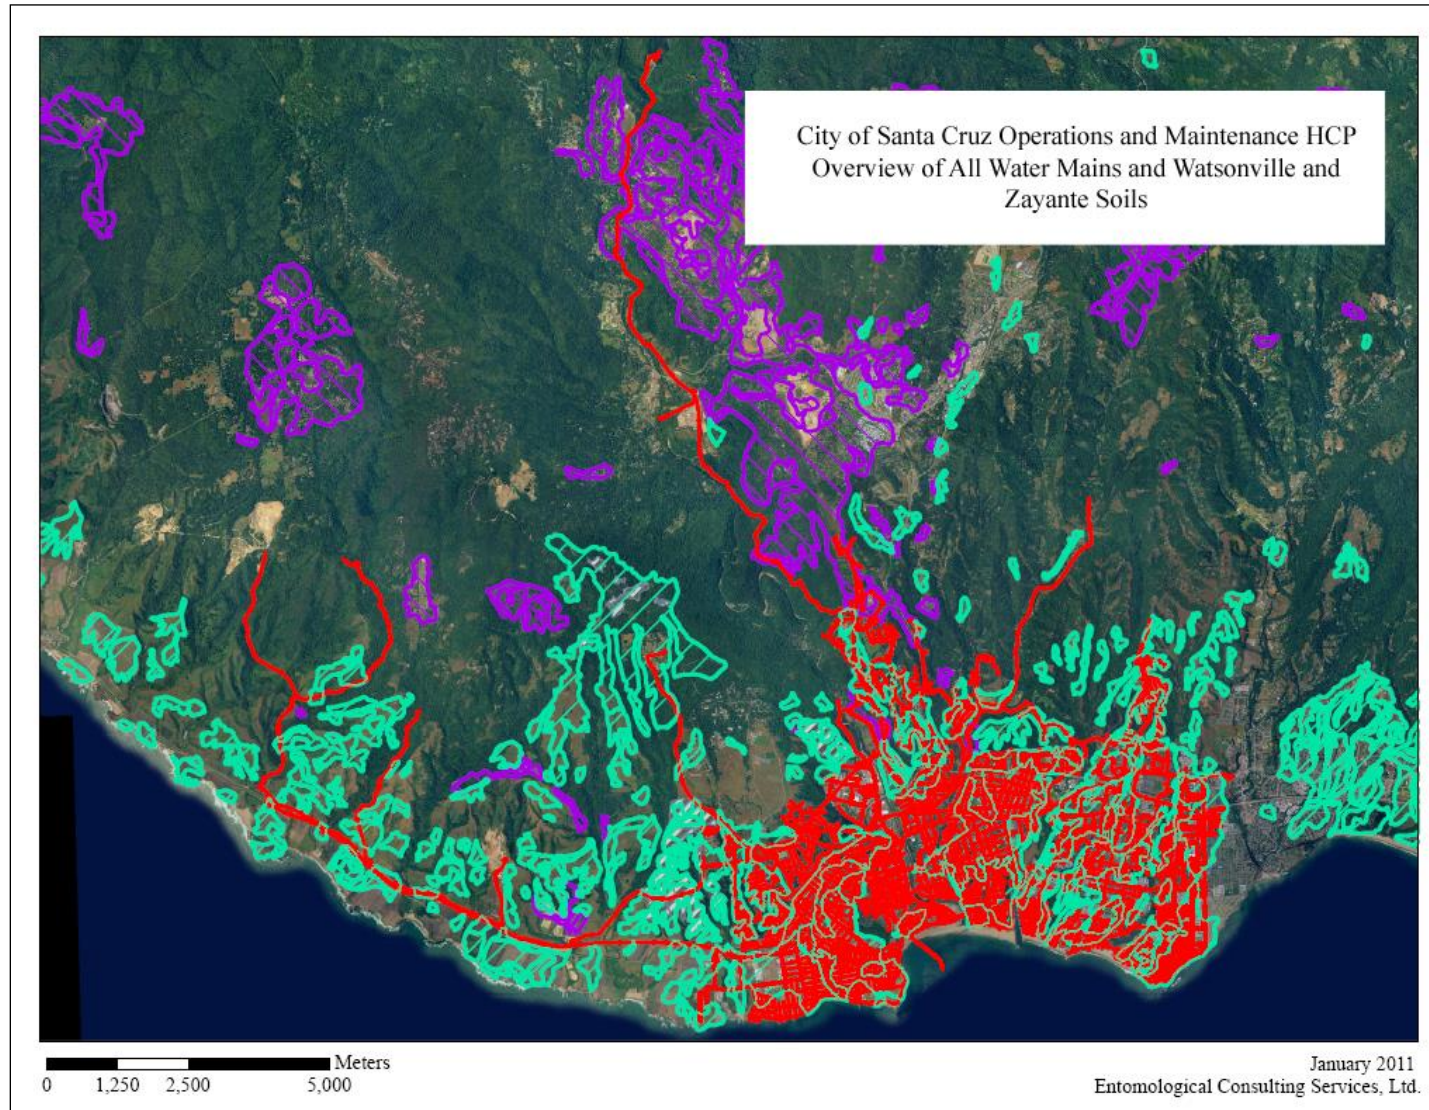 City of Santa Cruz Operations and Maintenance HCP
Overview of All Water Mains and Watsonville and
Zayante Soils
Meters
0 1,250 2,500 5,000
January 2011
Entomological Consulting Services, Ltd.